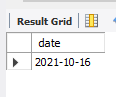 Result Grid
date
2021-10-16